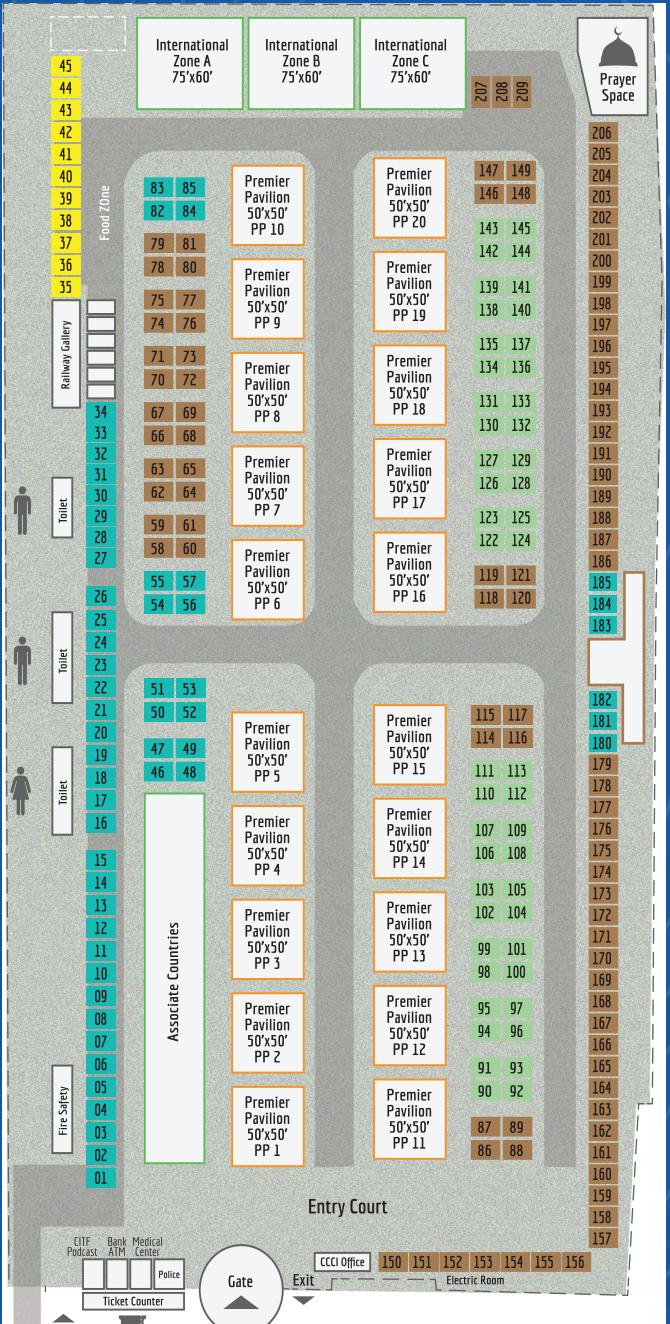 International
Zone A
75'x60'
International
Zone B
75'x60'
International
Zone C
75'x60'
207
208
209
Prayer
Space
45
44
43
42
41
40
39
38
37
36
35
Food ZOne
Railway Gallery
34
33
32
31
30
29
28
27
26
25
24
23
22
21
20
19
18
17
16
15
14
13
12
11
10
09
08
07
06
05
04
03
02
01
Toilet
Toilet
Toilet
Fire Safety
83 85
82 84
79 81
78 80
75 77
74 76
71 73
70 72
67 69
66 68
63 65
62 64
59 61
58 60
55 57
54 56
51 53
50 52
47 49
46 48
Associate Countries
Premier
Pavilion
50'x50'
PP 10
Premier
Pavilion
50'x50'
PP 9
Premier
Pavilion
50'x50'
PP 8
Premier
Pavilion
50'x50'
PP 7
Premier
Pavilion
50'x50'
PP 6
Premier
Pavilion
50'x50'
PP 5
Premier
Pavilion
50'x50'
PP 4
Premier
Pavilion
50'x50'
PP 3
Premier
Pavilion
50'x50'
PP 2
Premier
Pavilion
50'x50'
PP 1
Premier
Pavilion
50'x50'
PP 20
Premier
Pavilion
50'x50'
PP 19
Premier
Pavilion
50'x50'
PP 18
Premier
Pavilion
50'x50'
PP 17
Premier
Pavilion
50'x50'
PP 16
Premier
Pavilion
50'x50'
PP 15
Premier
Pavilion
50'x50'
PP 14
Premier
Pavilion
50'x50'
PP 13
Premier
Pavilion
50'x50'
PP 12
Premier
Pavilion
50'x50'
PP 11
147 149
146 148
143 145
142 144
139 141
138 140
135 137
134 136
131 133
130 132
127 129
126 128
123 125
122 124
119 121
118 120
115 117
114 116
111 113
110 112
107 109
106 108
103 105
102 104
99 101
98 100
95 97
94 96
91 93
90 92
87 89
86 88
206
205
204
203
202
201
200
199
198
197
196
195
194
193
192
191
190
189
188
187
186
185
184
183
182
181
180
179
178
177
176
175
174
173
172
171
170
169
168
167
166
165
164
163
162
161
160
159
158
157
Entry Court
CITF
Podcast
Bank
ATM
Medical
Center
Police
Ticket Counter
Gate
Exit
CCCI Office
150 151 152 153 154 155 156
Electric Room